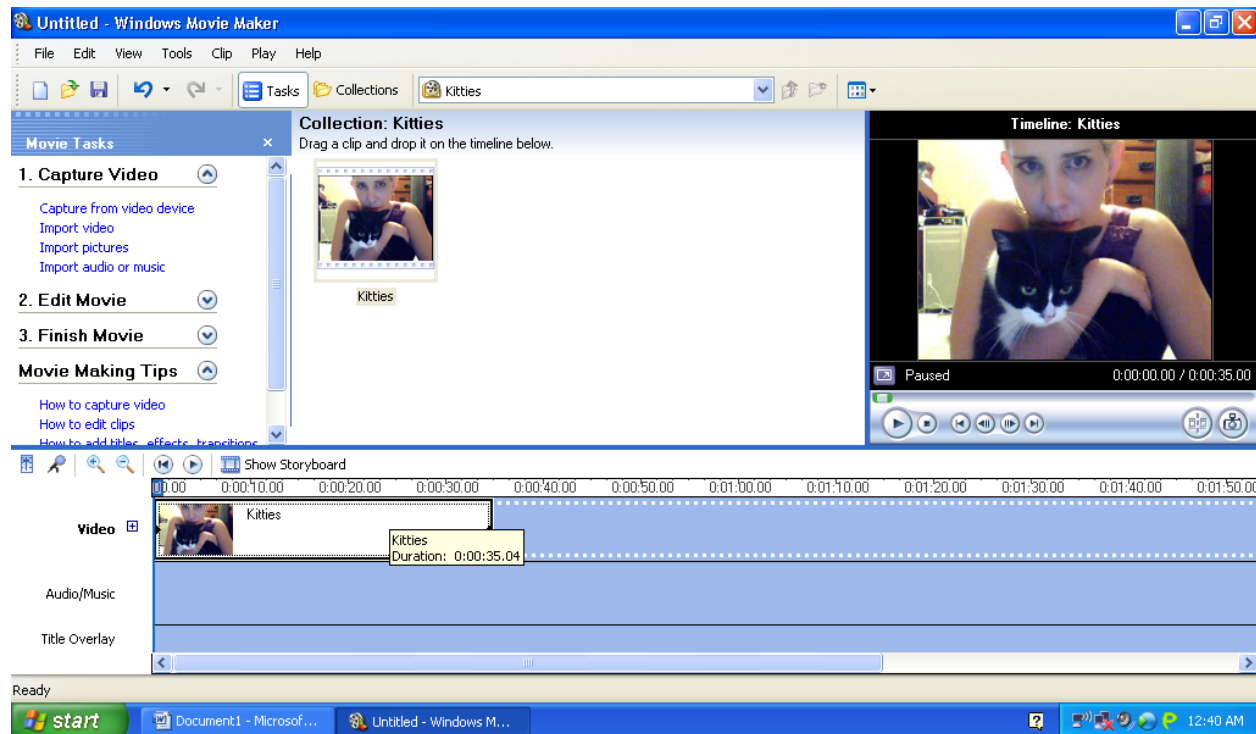 Untitled - Windows Movie Maker
File Edit View Tools Clip Play Help
Tasks Collections Kitties
Movie Tasks
1. Capture Video
Capture from video device
Import video
Import pictures
Import audio or music
2. Edit Movie
3. Finish Movie
Movie Making Tips
How to capture video
How to edit clips
How to add titles, effects, transitions
Collection: Kitties
Drag a clip and drop it on the timeline below.
Kitties
Timeline: Kitties
Paused 0:00:00.00 / 0:00:35.00
Show Storyboard
00.00 0:00:10.00 0:00:20.00 0:00:30.00 0:00:40.00 0:00:50.00 0:01:00.00 0:01:10.00 0:01:20.00 0:01:30.00 0:01:40.00 0:01:50.00
Video
Kitties
Kitties
Duration: 0:00:35.04
Audio/Music
Title Overlay
Ready
start Document1 - Microsof... Untitled - Windows M... 12:40 AM